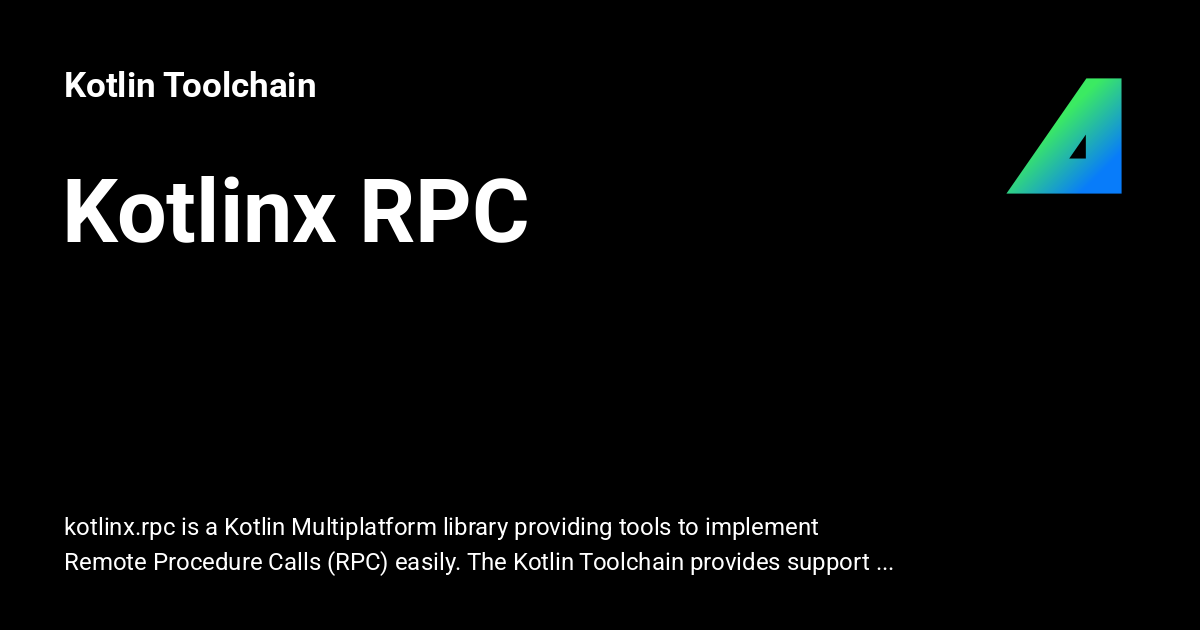 Kotlin Toolchain
Kotlinx RPC
kotlinx.rpc is a Kotlin Multiplatform library providing tools to implement
Remote Procedure Calls (RPC) easily. The Kotlin Toolchain provides support ...